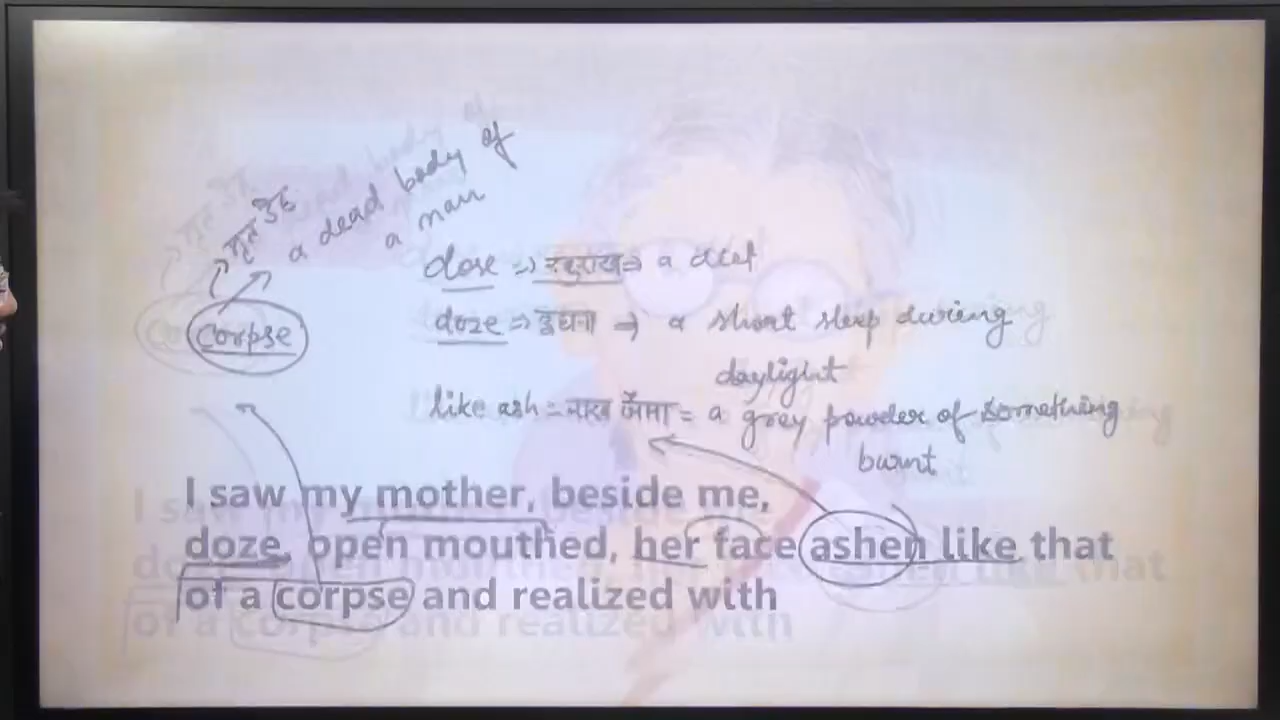 मृत देह
a dead body of
a man
corpse
dose => खुराक => a diet
doze => => a short sleep during
daylight
like ash = राख जैसा = a grey powder of something
burnt
I saw my mother, beside me,
doze, open mouthed, her face ashen like that
of a corpse and realized with